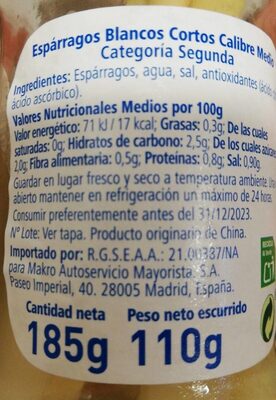 Espárragos Blancos Cortos Calibre Medio
Categoría Segunda
Ingredientes: Espárragos, agua, sal, antioxidantes (ácido
ácido ascórbico).
Valores Nutricionales Medios por 100g
Valor energético: 71 kJ / 17 kcal; Grasas: 0,3g; De las cuales
saturadas: 0g; Hidratos de carbono: 2,5g; De los cuales azúcares
2,0g; Fibra alimentaria: 0,5g; Proteínas: 0,8g; Sal: 0,90g.
Guardar en lugar fresco y seco a temperatura ambiente. Una
abierto mantener en refrigeración un máximo de 24 horas
Consumir preferentemente antes del 31/12/2023.
Nº Lote: Ver tapa. Producto originario de China.
Importado por: R.G.S.E.A.A.: 21.00387/NA
para Makro Autoservicio Mayorista, S.A.
Paseo Imperial, 40. 28005 Madrid, España.
Cantidad neta Peso neto escurrido
185g 110g